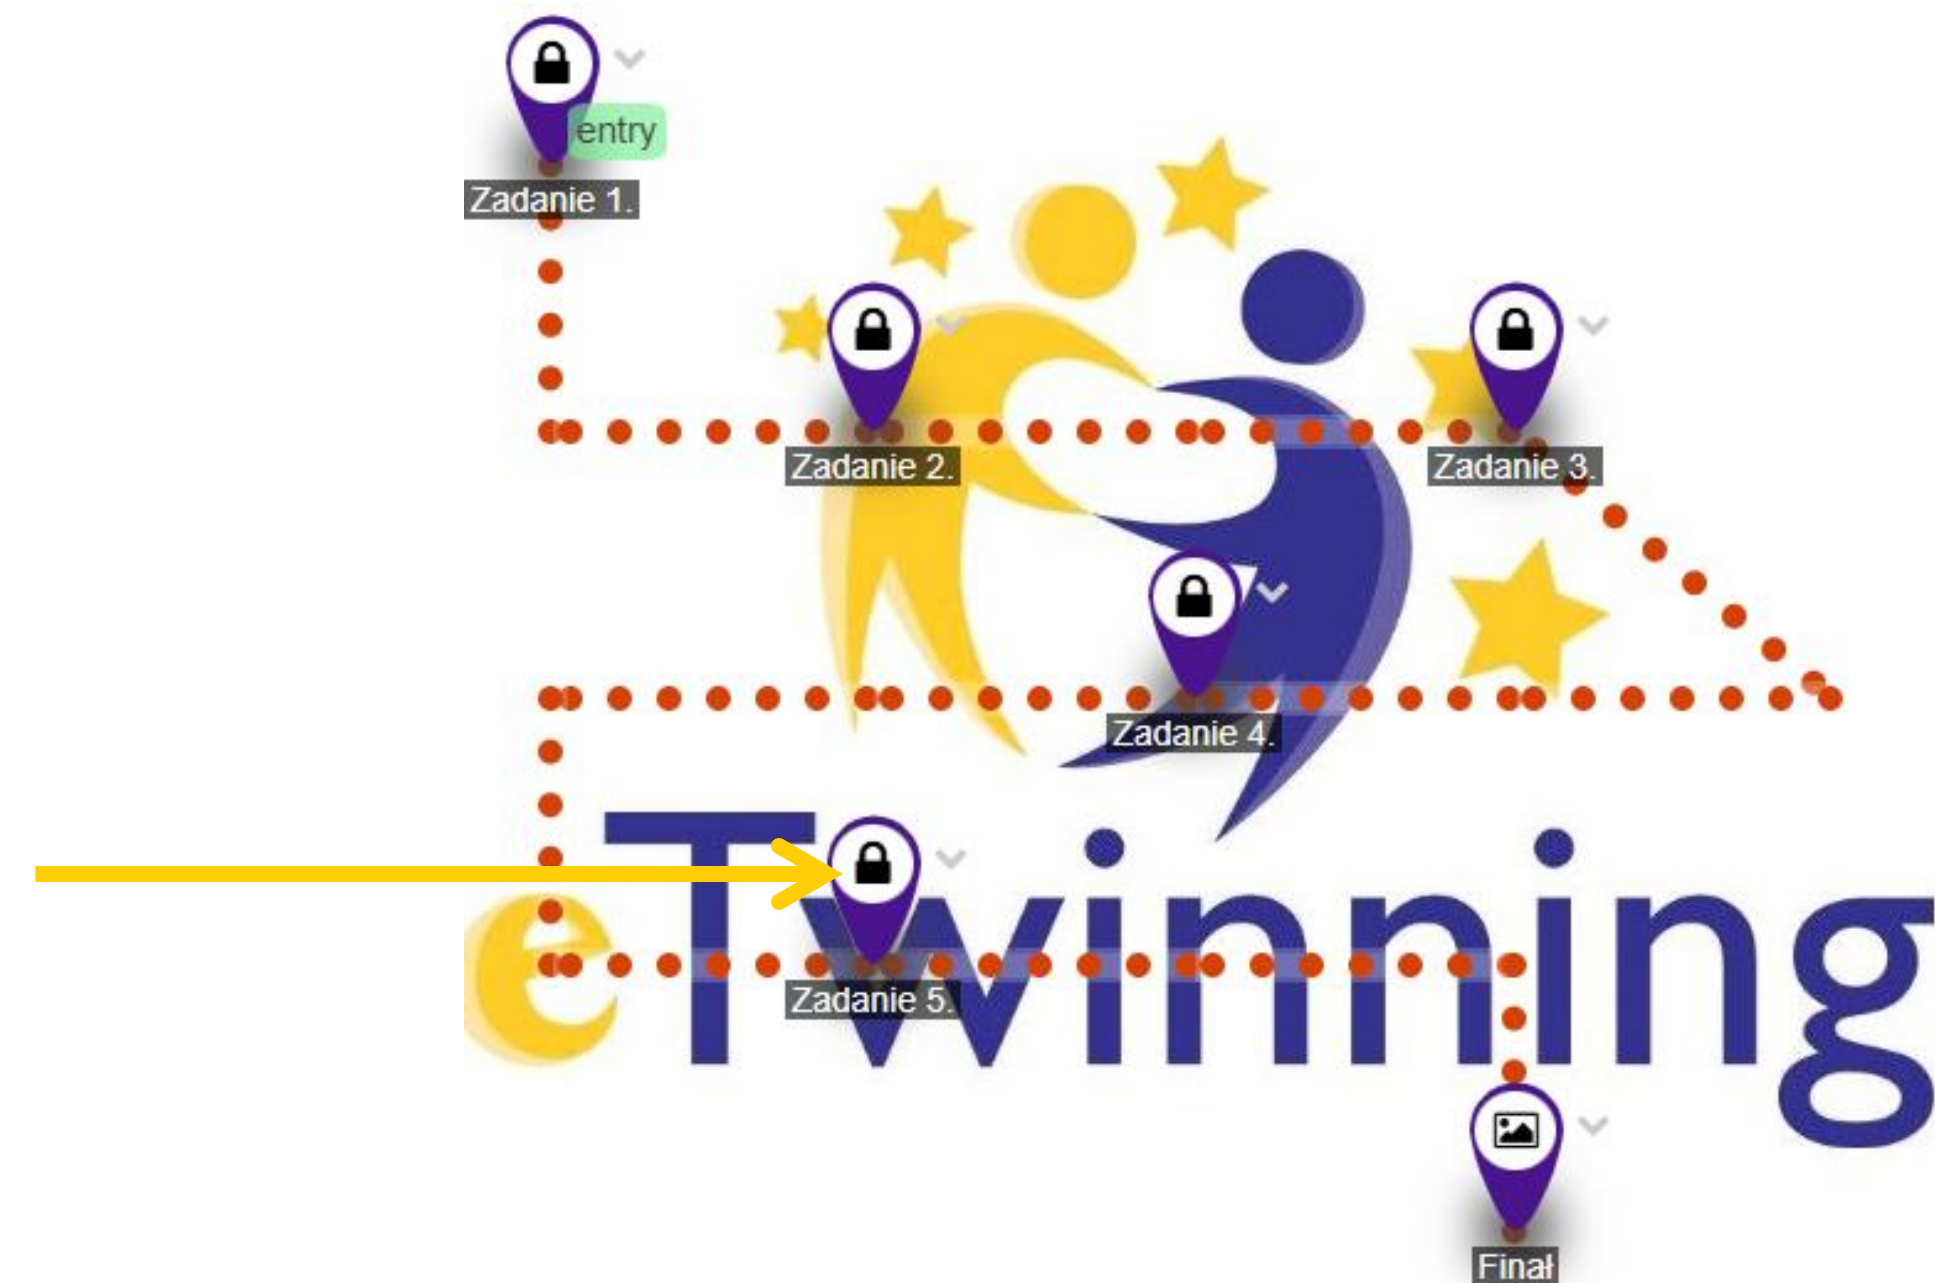 entry
Zadanie 1.
Zadanie 2.
Zadanie 3.
Zadanie 4.
Zadanie 5.
eTwinning
Finał